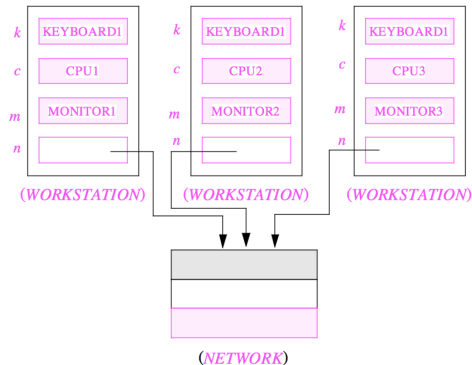 k KEYBOARD1 k KEYBOARD1 k KEYBOARD1
c CPU1 c CPU2 c CPU3
m MONITOR1 m MONITOR2 m MONITOR3
n n n
(WORKSTATION) (WORKSTATION) (WORKSTATION)
(NETWORK)